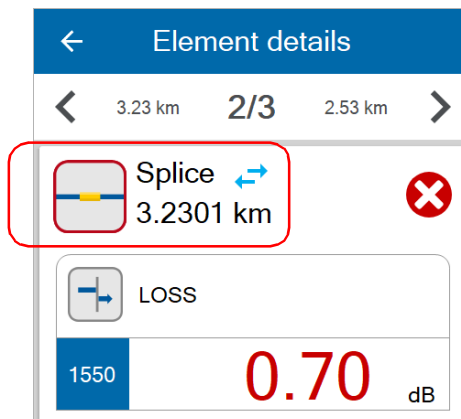 Element details
3.23 km 2/3 2.53 km
Splice
3.2301 km
LOSS
1550 0.70 dB